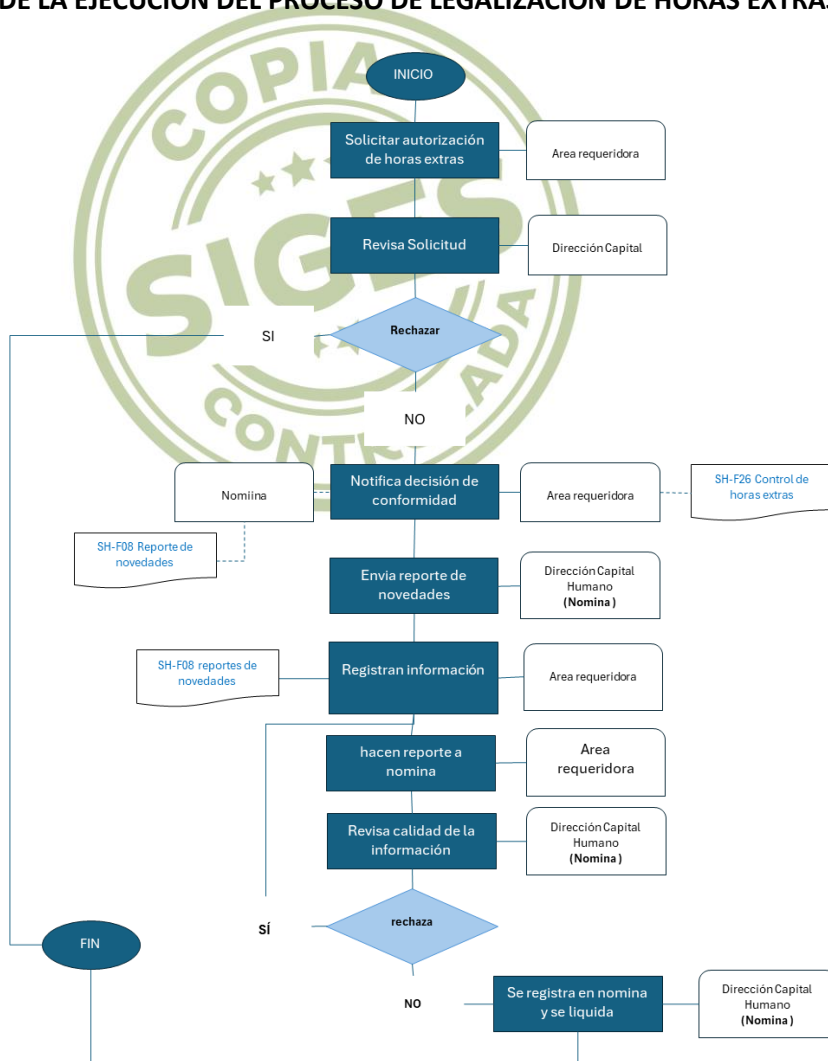 DE LA EJECUCIÓN DEL PROCESO DE LEGALIZACIÓN DE HORAS EXTRAS
COPIA
SIGES
CONTROLADA
INICIO
Solicitar autorización
de horas extras
Area requeridora
Revisa Solicitud
Dirección Capital
SI
Rechazar
NO
Nomiina
Notifica decisión de
conformidad
Area requeridora
SH-F26 Control de
horas extras
SH-F08 Reporte de
novedades
Envia reporte de
novedades
Dirección Capital
Humano
(Nomina )
SH-F08 reportes de
novedades
Registran información
Area requeridora
hacen reporte a
nomina
Area
requeridora
Revisa calidad de la
información
Dirección Capital
Humano
(Nomina )
SÍ
rechaza
FIN
NO
Se registra en nomina
y se liquida
Dirección Capital
Humano
(Nomina )